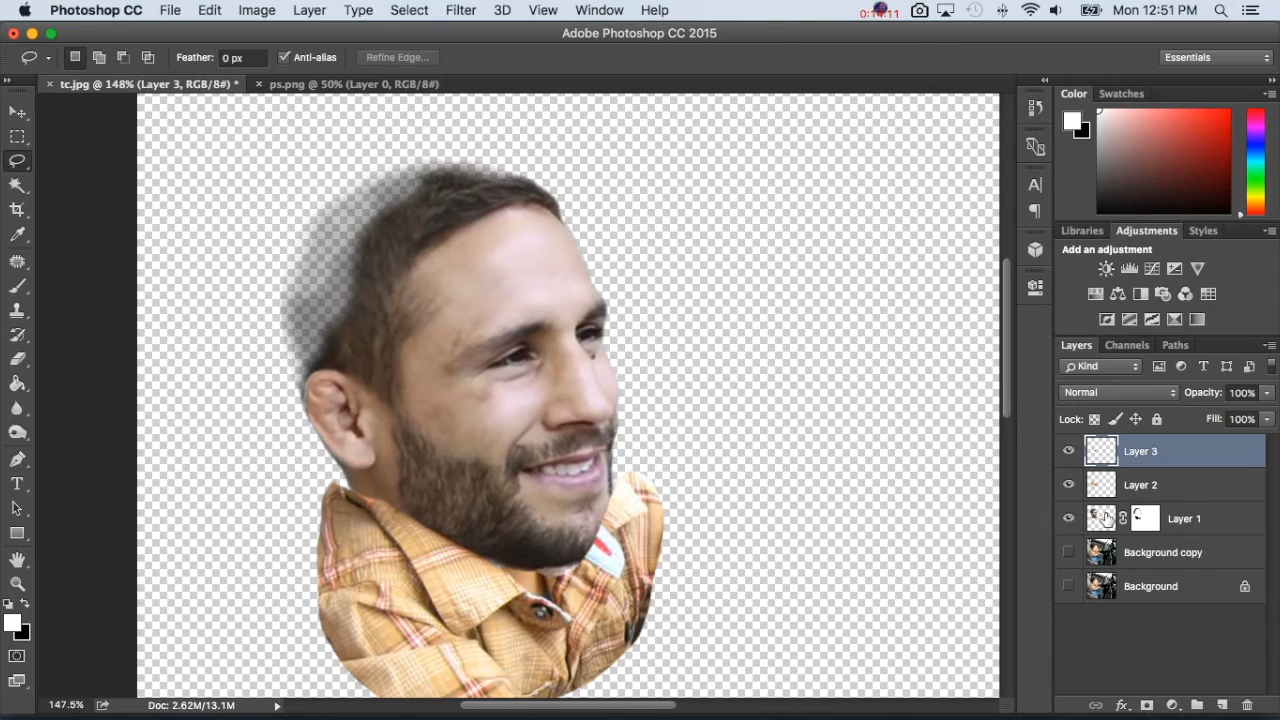 Photoshop CC File Edit Image Layer Type Select Filter 3D View Window Help 0:14:11 Mon 12:51 PM
Adobe Photoshop CC 2015
Feather: 0 px Anti-alias Refine Edge... Essentials
× tc.jpg @ 148% (Layer 3, RGB/8#) * × ps.png @ 50% (Layer 0, RGB/8#)
Color Swatches
Libraries Adjustments Styles
Add an adjustment
Layers Channels Paths
Kind
Normal Opacity: 100%
Lock: Fill: 100%
Layer 3
Layer 2
Layer 1
Background copy
Background
147.5% Doc: 2.62M/13.1M